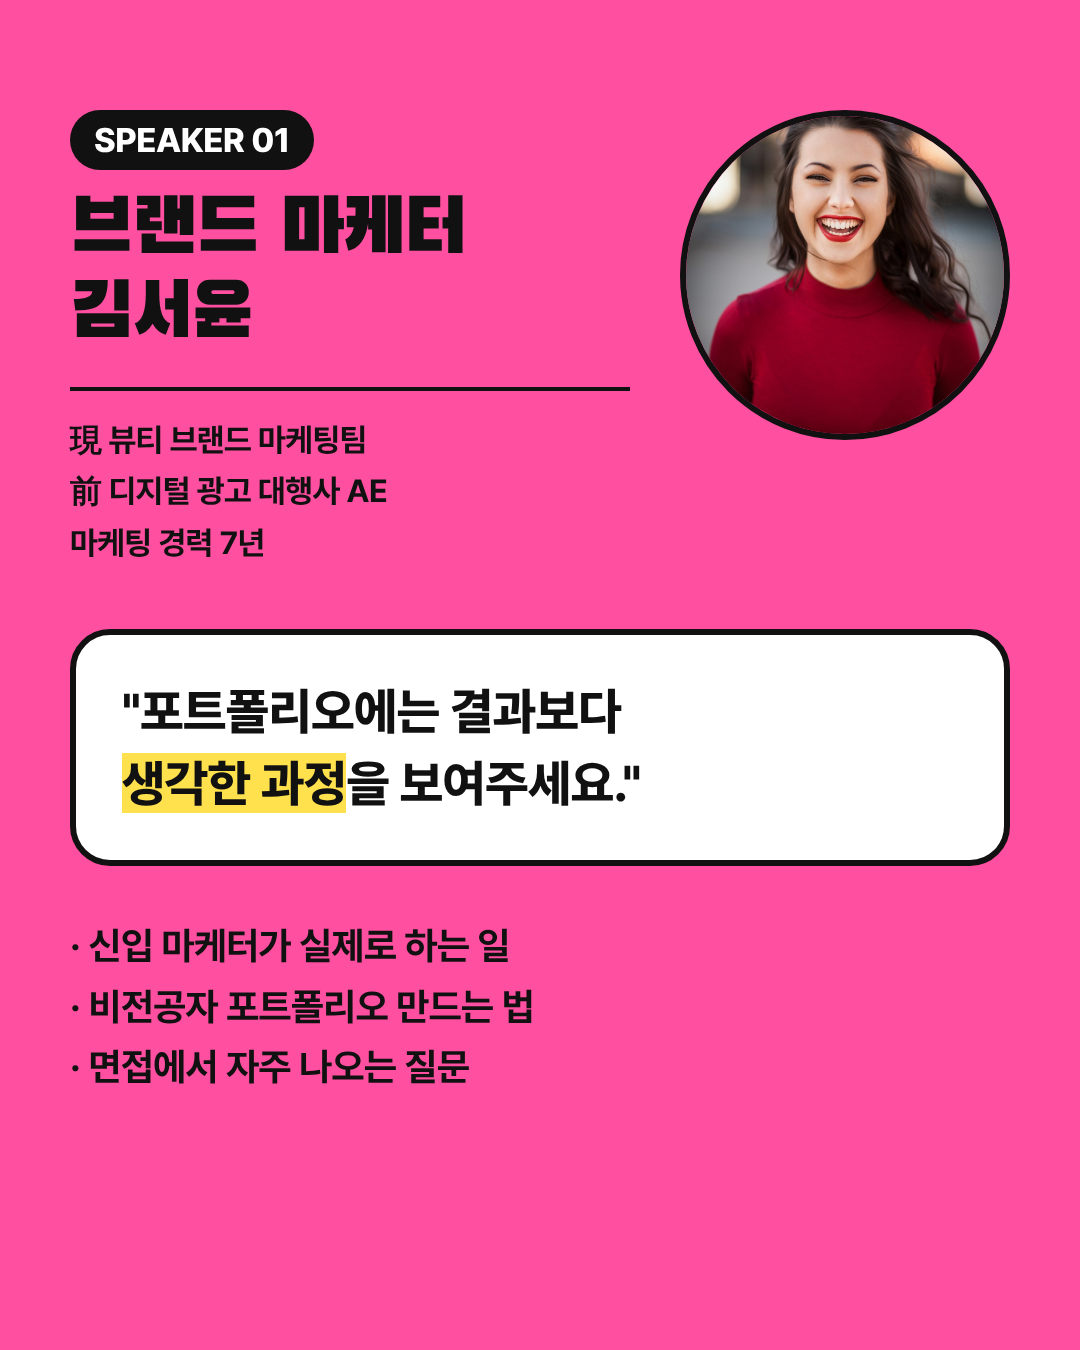 SPEAKER 01
브랜드 마케터
김서윤
現 뷰티 브랜드 마케팅팀
前 디지털 광고 대행사 AE
마케팅 경력 7년
"포트폴리오에는 결과보다
생각한 과정을 보여주세요."
· 신입 마케터가 실제로 하는 일
· 비전공자 포트폴리오 만드는 법
· 면접에서 자주 나오는 질문